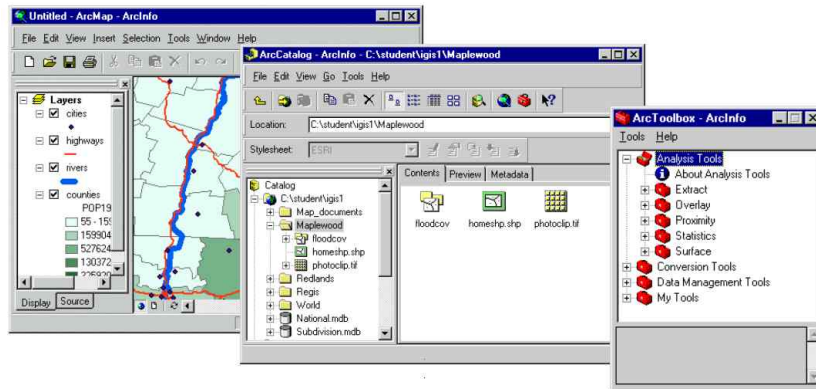 Untitled - ArcMap - ArcInfo
File Edit View Insert Selection Tools Window Help
Layers
cities
highways
rivers
counties
POP19
55 - 159
159904
527624
130372
Display Source
ArcCatalog - ArcInfo - C:\student\igis1\Maplewood
File Edit View Go Tools Help
Location: C:\student\igis1\Maplewood
Stylesheet: ESRI
Catalog
C:\student\igis1
Map_documents
Maplewood
floodcov
homeshp.shp
photoclip.tif
Redlands
Regis
World
National.mdb
Subdivision.mdb
Contents Preview Metadata
floodcov homeshp.shp photoclip.tif
ArcToolbox - ArcInfo
Tools Help
Analysis Tools
About Analysis Tools
Extract
Overlay
Proximity
Statistics
Surface
Conversion Tools
Data Management Tools
My Tools